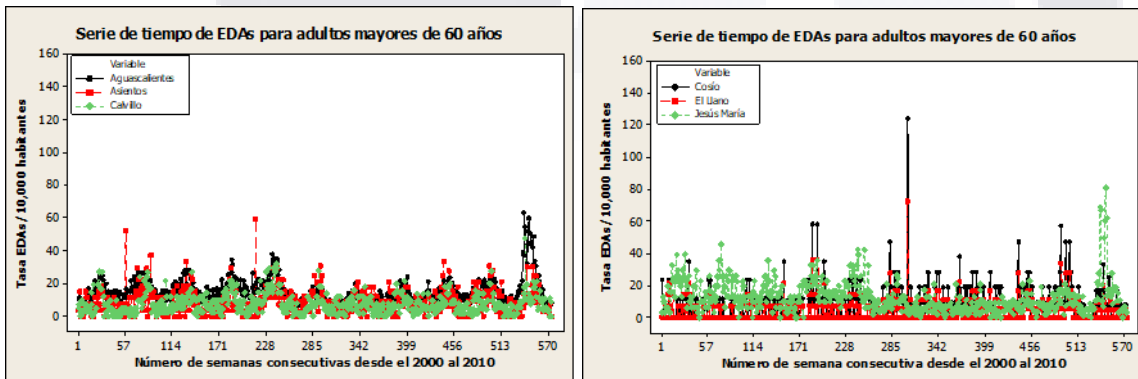 Serie de tiempo de EDAs para adultos mayores de 60 años
Variable
Aguascalientes
Asientos
Calvillo
Tasa EDAs/10,000 habitantes
160
140
120
100
80
60
40
20
0
1 57 114 171 228 285 342 399 456 513 570
Número de semanas consecutivas desde el 2000 al 2010
Serie de tiempo de EDAs para adultos mayores de 60 años
Variable
Cosío
El Llano
Jesús María
Tasa EDAs/10,000 habitantes
160
140
120
100
80
60
40
20
0
1 57 114 171 228 285 342 399 456 513 570
Número de semana consecutiva desde el 2000 al 2010